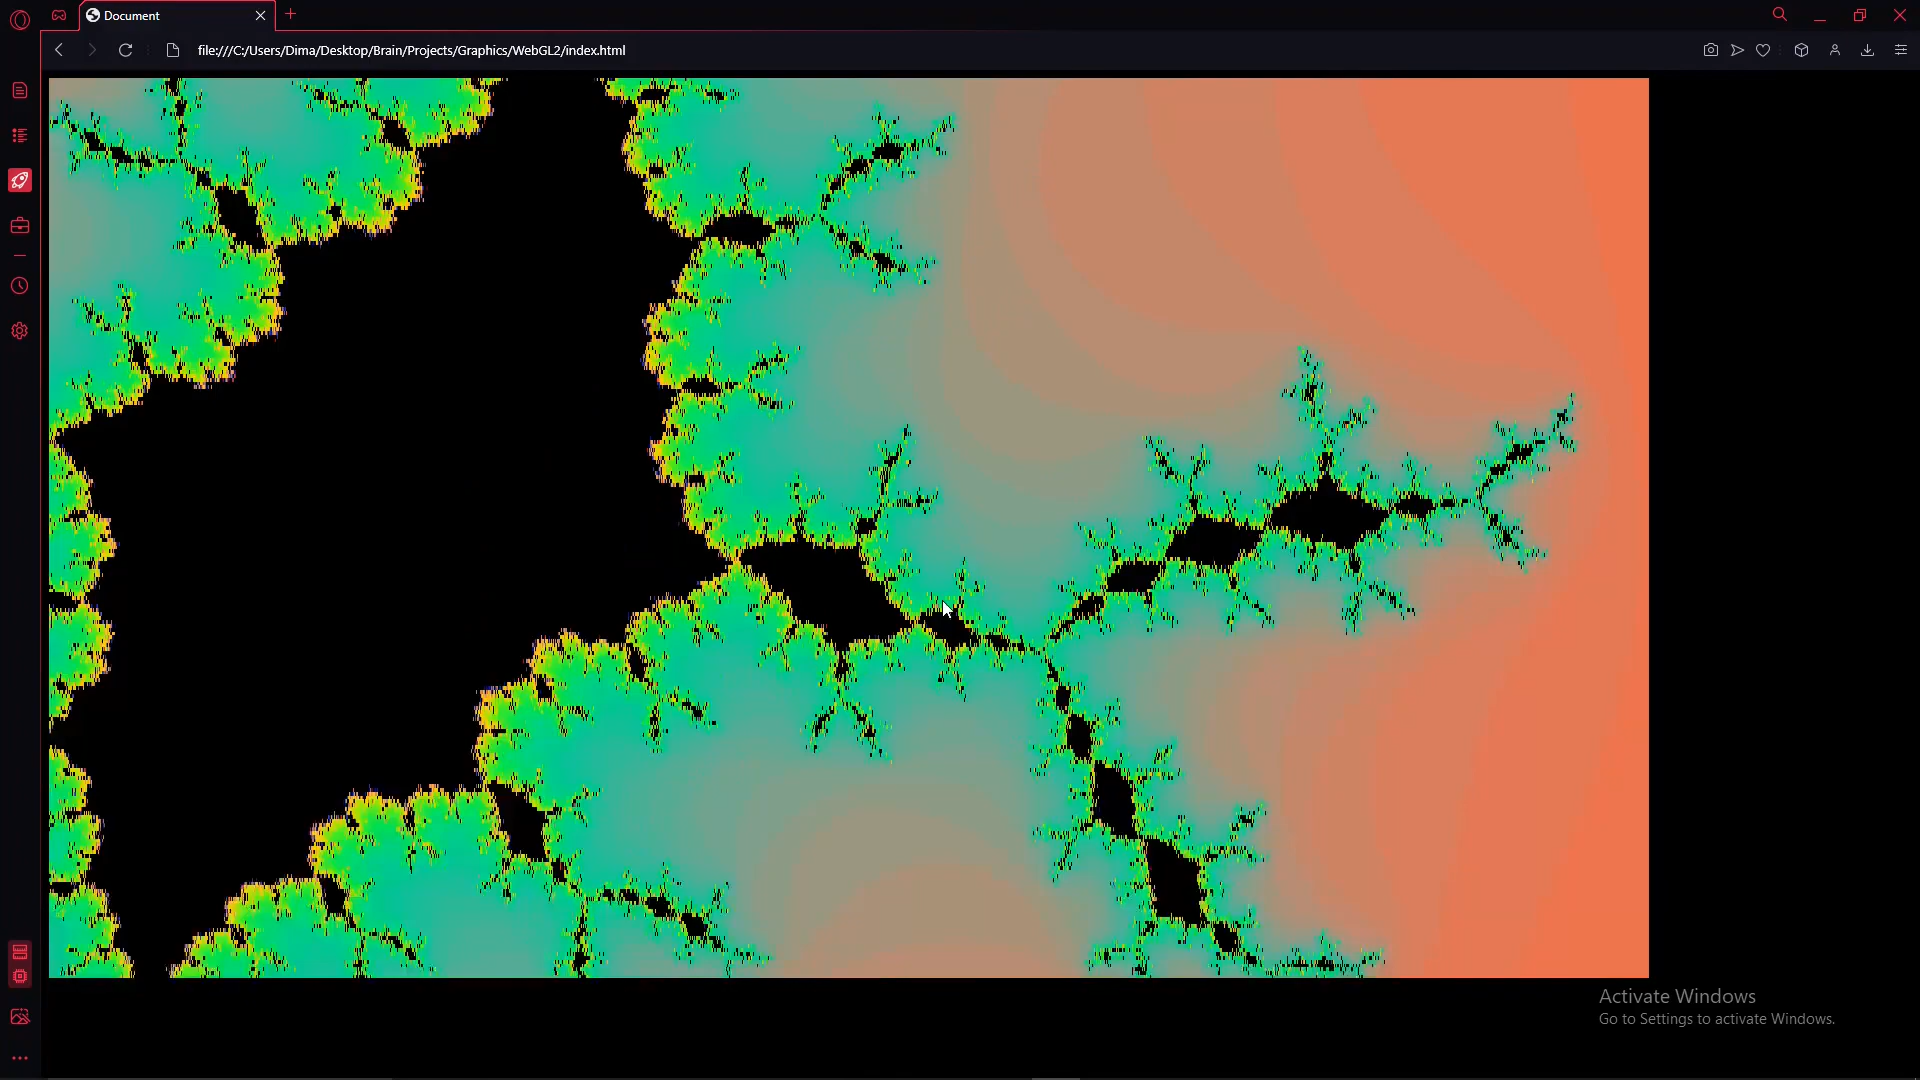 Document
file:///C:/Users/Dima/Desktop/Brain/Projects/Graphics/WebGL2/index.html
Activate Windows
Go to Settings to activate Windows.